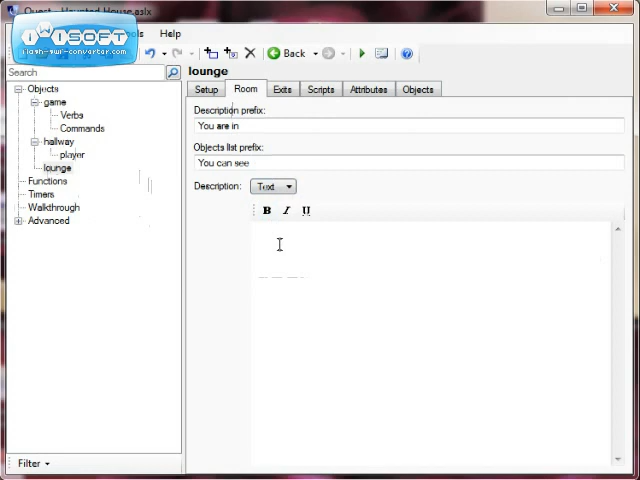 Quest - Haunted House.aslx
iWiSOFT
flash-swf-converter.com
Tools
Help
Back
Search
Objects
game
Verbs
Commands
hallway
player
lounge
Functions
Timers
Walkthrough
Advanced
Filter
lounge
Setup
Room
Exits
Scripts
Attributes
Objects
Description prefix:
You are in
Objects list prefix:
You can see
Description:
Text
B I U